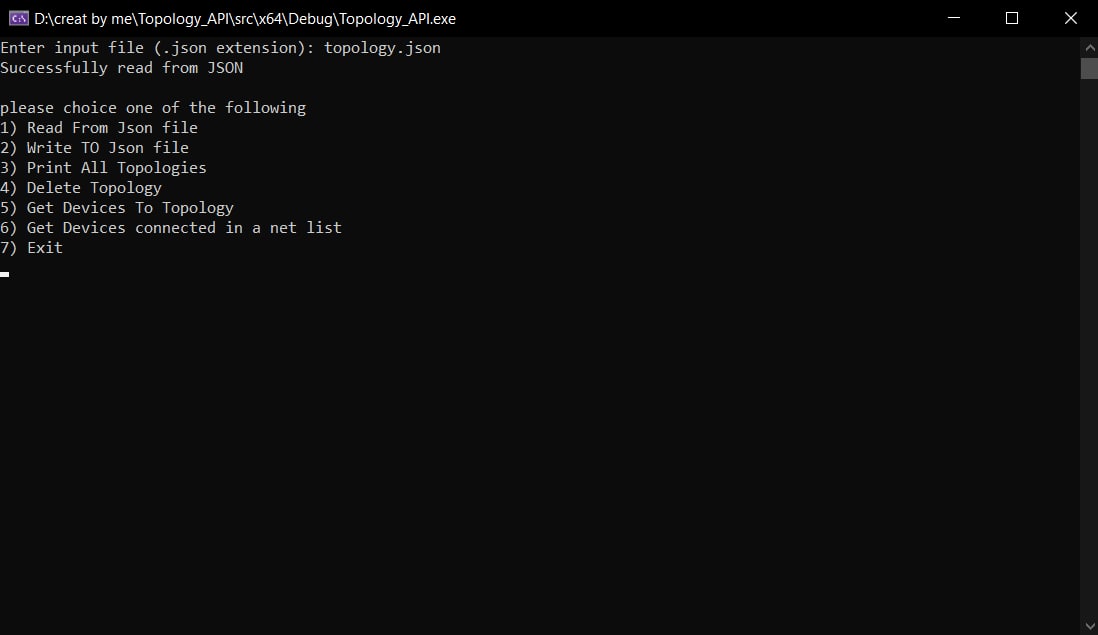 D:\creat by me\Topology_API\src\x64\Debug\Topology_API.exe
Enter input file (.json extension): topology.json
Successfully read from JSON
please choice one of the following
1) Read From Json file
2) Write TO Json file
3) Print All Topologies
4) Delete Topology
5) Get Devices To Topology
6) Get Devices connected in a net list
7) Exit